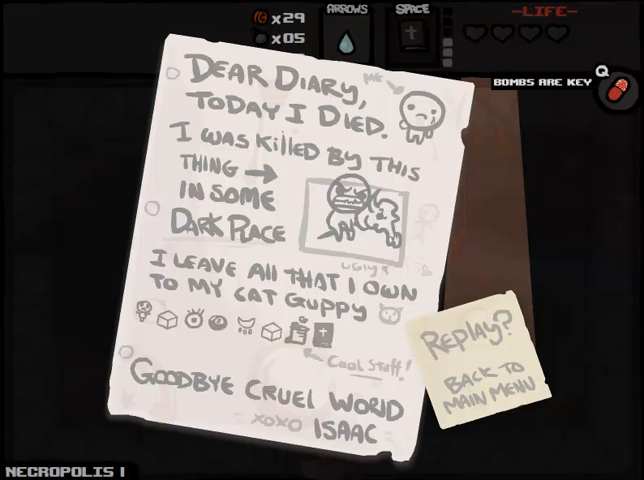 x29
x05
ARROWS
SPACE
-LIFE-
Q
BOMBS ARE KEY
ME
DEAR DIARY,
TODAY I DIED.
I WAS KILLED BY THIS
THING
IN SOME
DARK PLACE
UGLY!
I LEAVE ALL THAT I OWN
TO MY CAT GUPPY
COOL STUFF!
GOODBYE CRUEL WORLD
XOXO ISAAC
REPLAY?
BACK TO
MAIN MENU
NECROPOLIS I